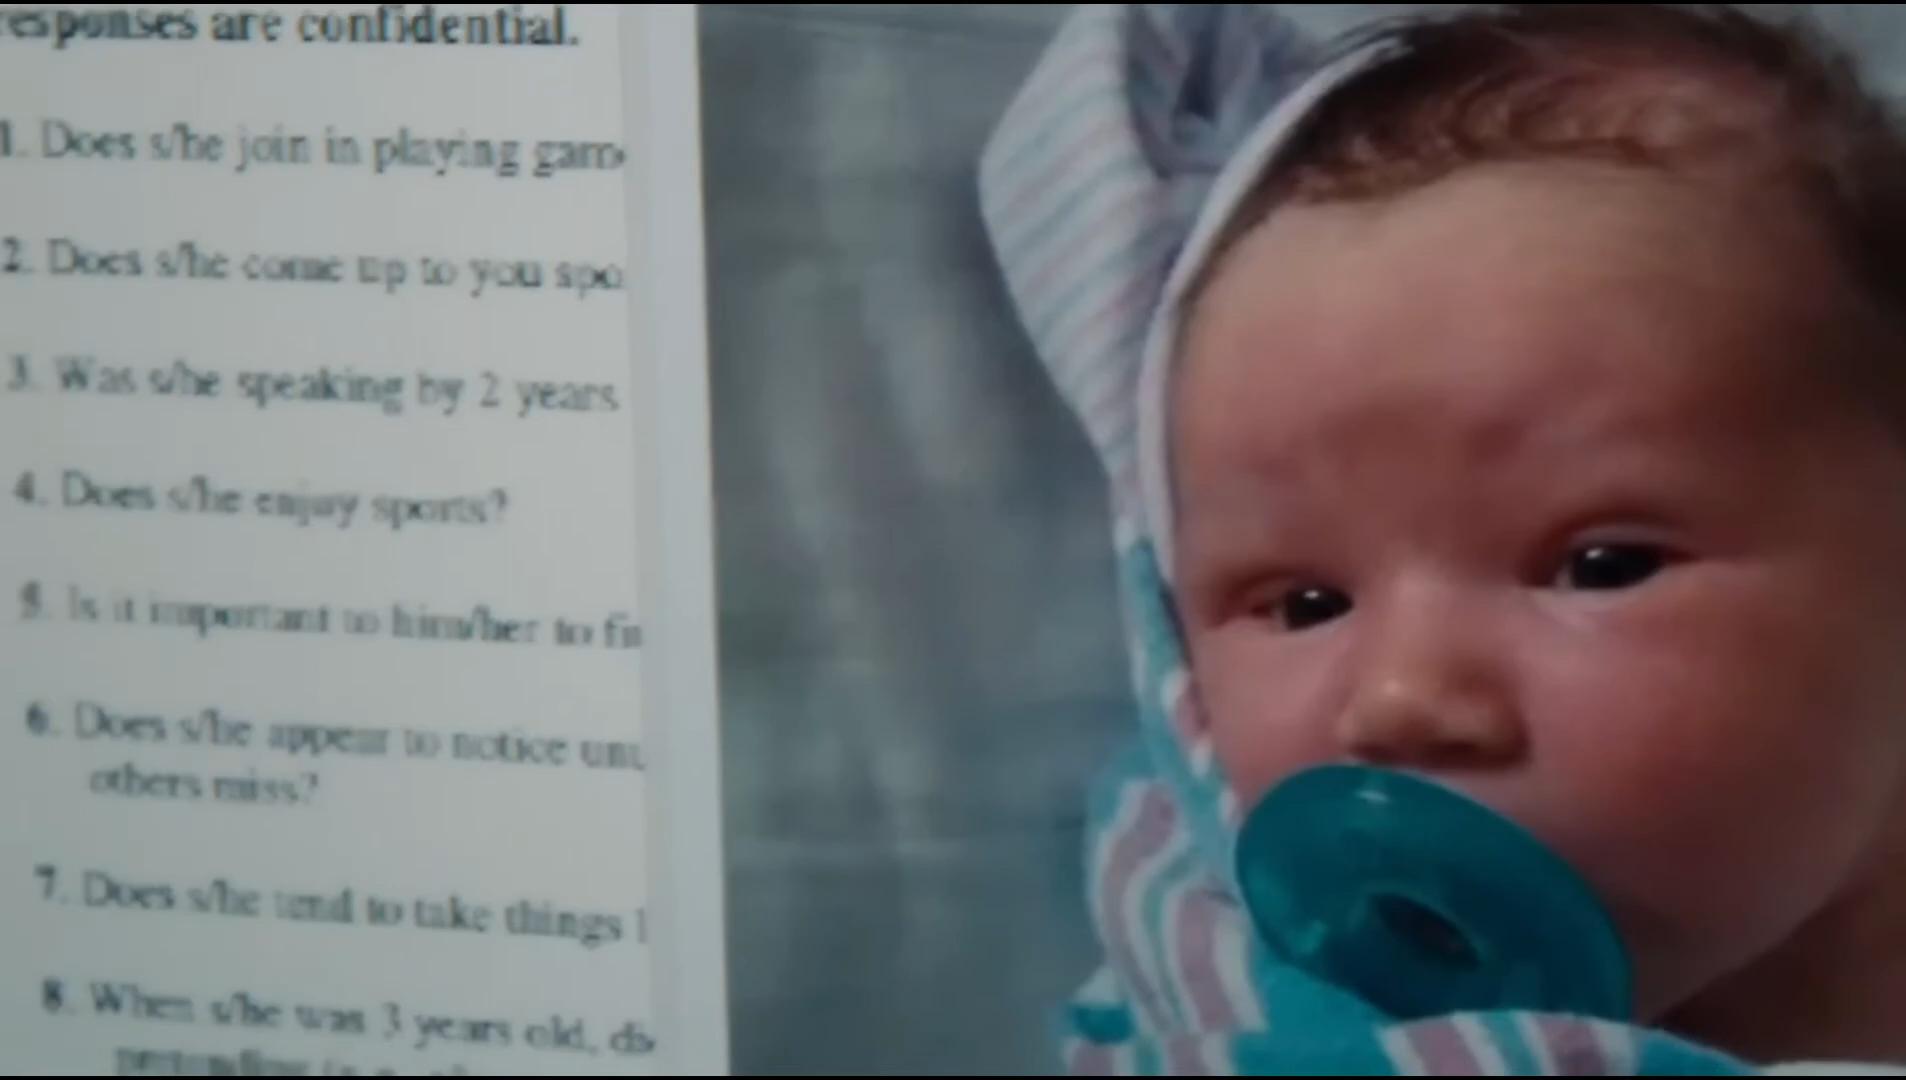 responses are confidential.
1. Does s/he join in playing gam
2. Does s/he come up to you spo
3. Was s/he speaking by 2 years
4. Does s/he enjoy sports?
5. Is it important to him/her to fi
6. Does s/he appear to notice unu
others miss?
7. Does s/he tend to take things l
8. When s/he was 3 years old, d
pretending